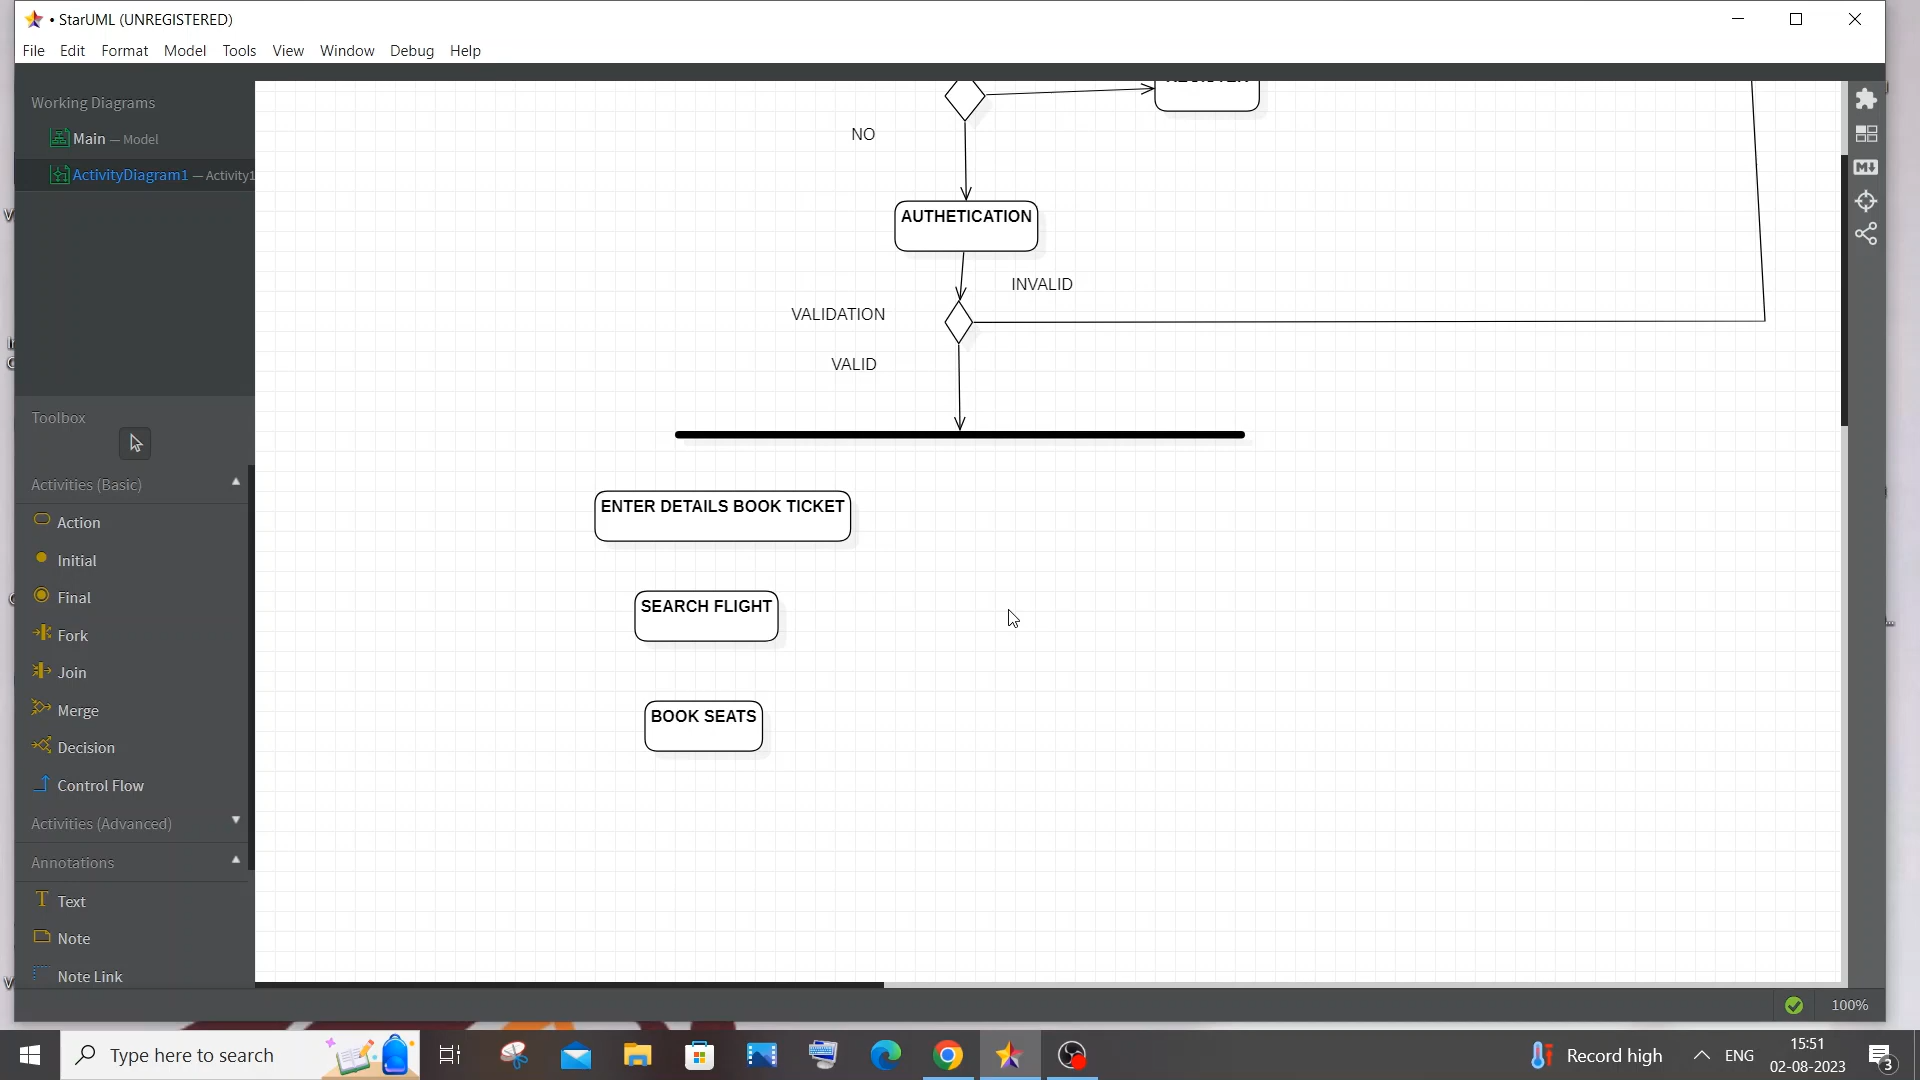 • StarUML (UNREGISTERED)
File Edit Format Model Tools View Window Debug Help
Working Diagrams
Main — Model
ActivityDiagram1 — Activity1
Toolbox
Activities (Basic)
Action
Initial
Final
Fork
Join
Merge
Decision
Control Flow
Activities (Advanced)
Annotations
Text
Note
Note Link
NO
AUTHETICATION
INVALID
VALIDATION
VALID
ENTER DETAILS BOOK TICKET
SEARCH FLIGHT
BOOK SEATS
100%
Type here to search
Record high
ENG
15:51
02-08-2023
3